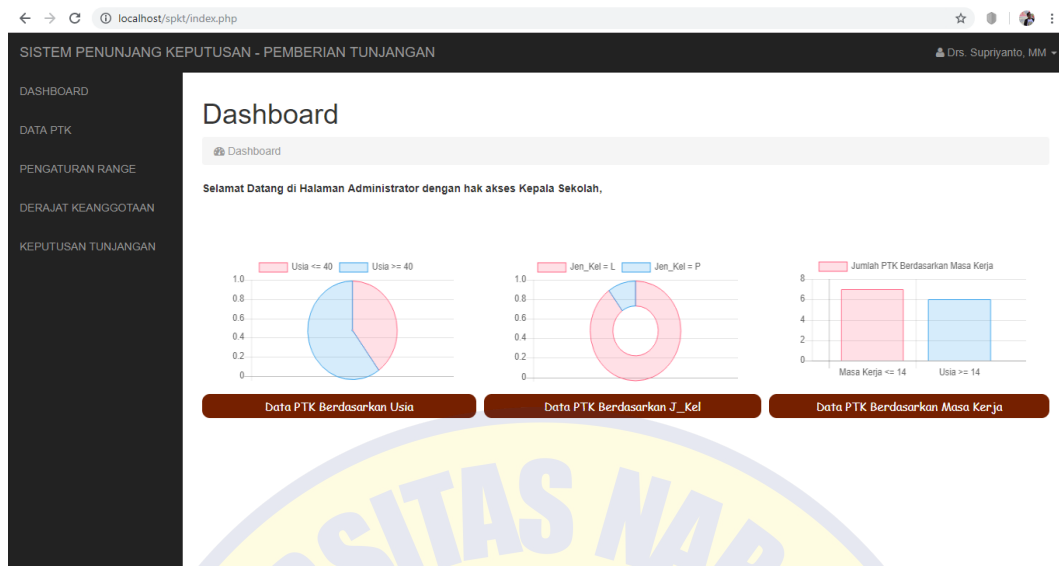 localhost/spkt/index.php
SISTEM PENUNJANG KEPUTUSAN - PEMBERIAN TUNJANGAN
Drs. Supriyanto, MM
DASHBOARD
DATA PTK
PENGATURAN RANGE
DERAJAT KEANGGOTAAN
KEPUTUSAN TUNJANGAN
Dashboard
Dashboard
Selamat Datang di Halaman Administrator dengan hak akses Kepala Sekolah,
Usia <= 40 Usia >= 40
1.0
0.8
0.6
0.4
0.2
0
Data PTK Berdasarkan Usia
Jen_Kel = L Jen_Kel = P
1.0
0.8
0.6
0.4
0.2
0
Data PTK Berdasarkan J_Kel
Jumlah PTK Berdasarkan Masa Kerja
8
6
4
2
0
Masa Kerja <= 14 Usia >= 14
Data PTK Berdasarkan Masa Kerja
OSITAS NA